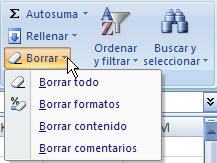 Σ Autosuma
Rellenar
Borrar
Ordenar
y filtrar
Buscar y
seleccionar
Borrar todo
Borrar formatos
Borrar contenido
Borrar comentarios
M